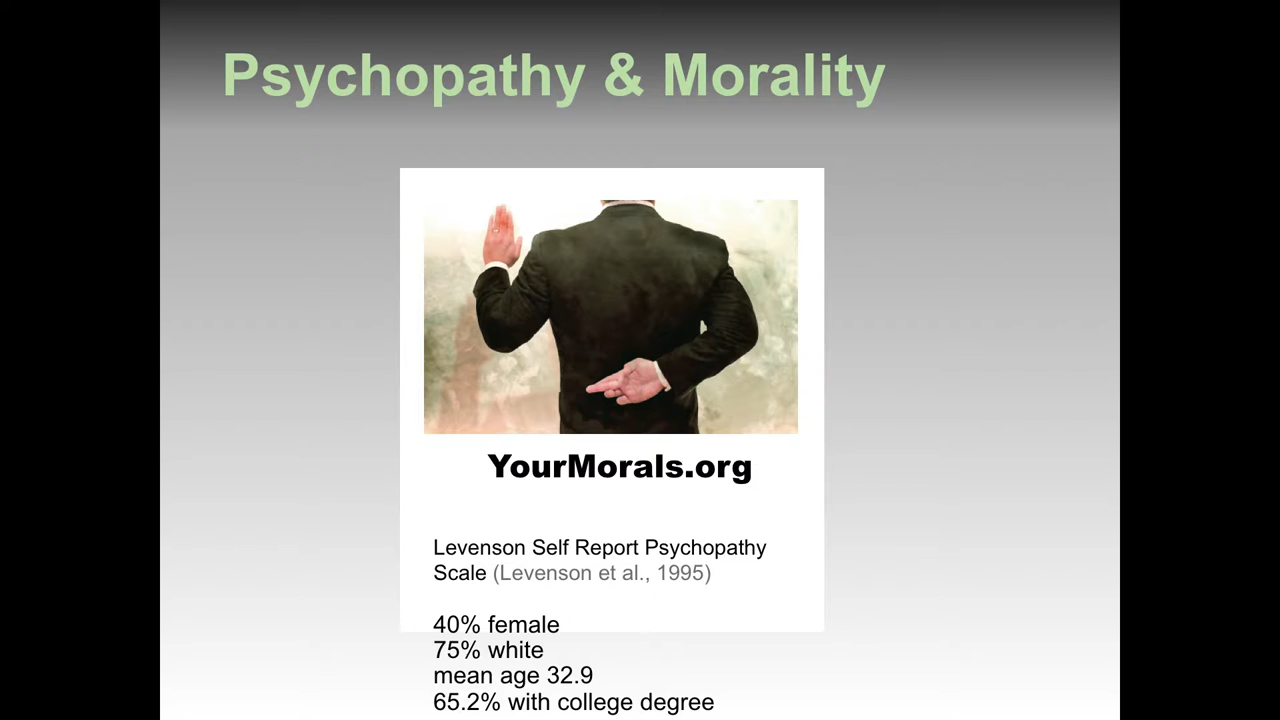 Psychopathy & Morality
YourMorals.org
Levenson Self Report Psychopathy
Scale (Levenson et al., 1995)
40% female
75% white
mean age 32.9
65.2% with college degree